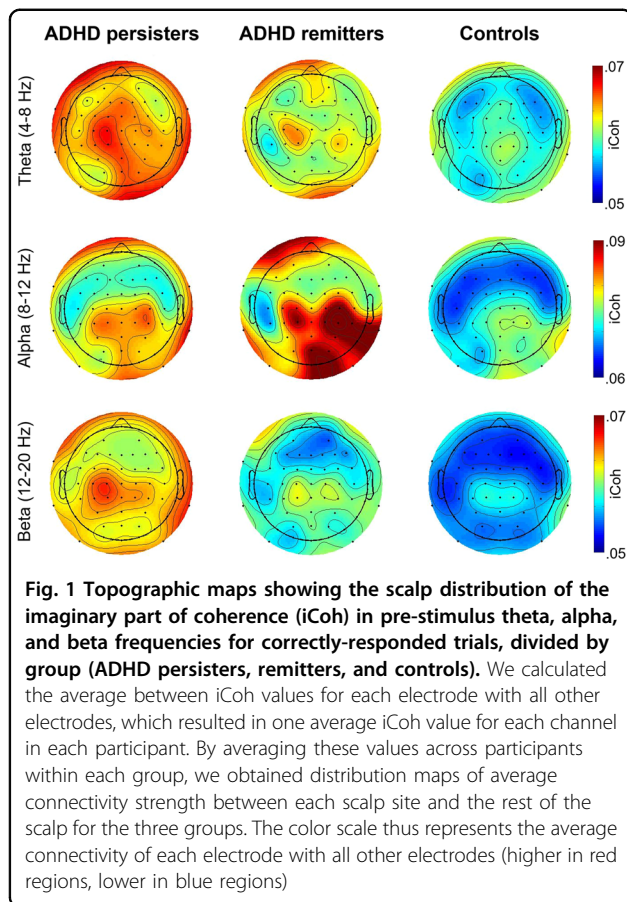 ADHD persisters ADHD remitters Controls
Theta (4-8 Hz)
.07
iCoh
.05
Alpha (8-12 Hz)
.09
iCoh
.06
Beta (12-20 Hz)
.07
iCoh
.05
Fig. 1 Topographic maps showing the scalp distribution of the
imaginary part of coherence (iCoh) in pre-stimulus theta, alpha,
and beta frequencies for correctly-responded trials, divided by
group (ADHD persisters, remitters, and controls). We calculated
the average between iCoh values for each electrode with all other
electrodes, which resulted in one average iCoh value for each channel
in each participant. By averaging these values across participants
within each group, we obtained distribution maps of average
connectivity strength between each scalp site and the rest of the
scalp for the three groups. The color scale thus represents the average
connectivity of each electrode with all other electrodes (higher in red
regions, lower in blue regions)